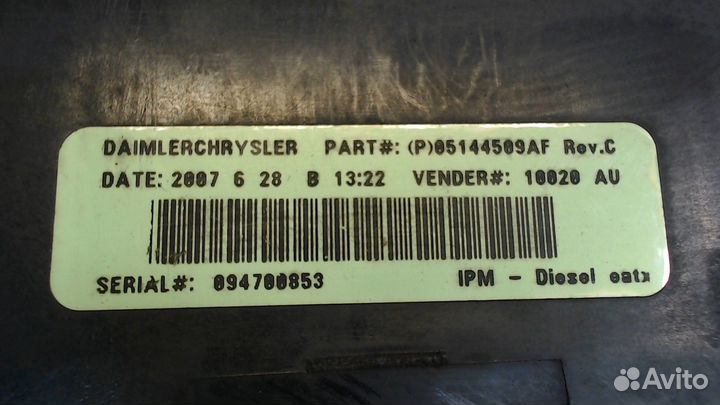 DAIMLERCHRYSLER PART#: (P)05144509AF Rev.C
DATE: 2007 6 28 B 13:22 VENDER#: 10020 AU
SERIAL#: 094700853 IPM - Diesel eatx
Avito